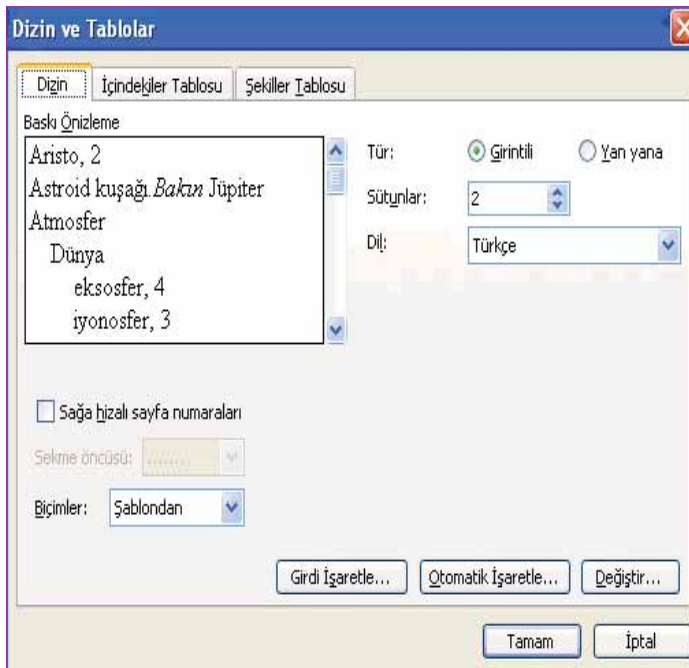 Dizin ve Tablolar
Dizin İçindekiler Tablosu Şekiller Tablosu
Baskı Önizleme
Aristo, 2
Astroid kuşağı.Bakın Jüpiter
Atmosfer
Dünya
eksosfer, 4
iyonosfer, 3
Tür: Girintili Yan yana
Sütunlar: 2
Dil: Türkçe
Sağa hizalı sayfa numaraları
Sekme öncüsü: ........
Biçimler: Şablondan
Girdi İşaretle... Otomatik İşaretle... Değiştir...
Tamam İptal